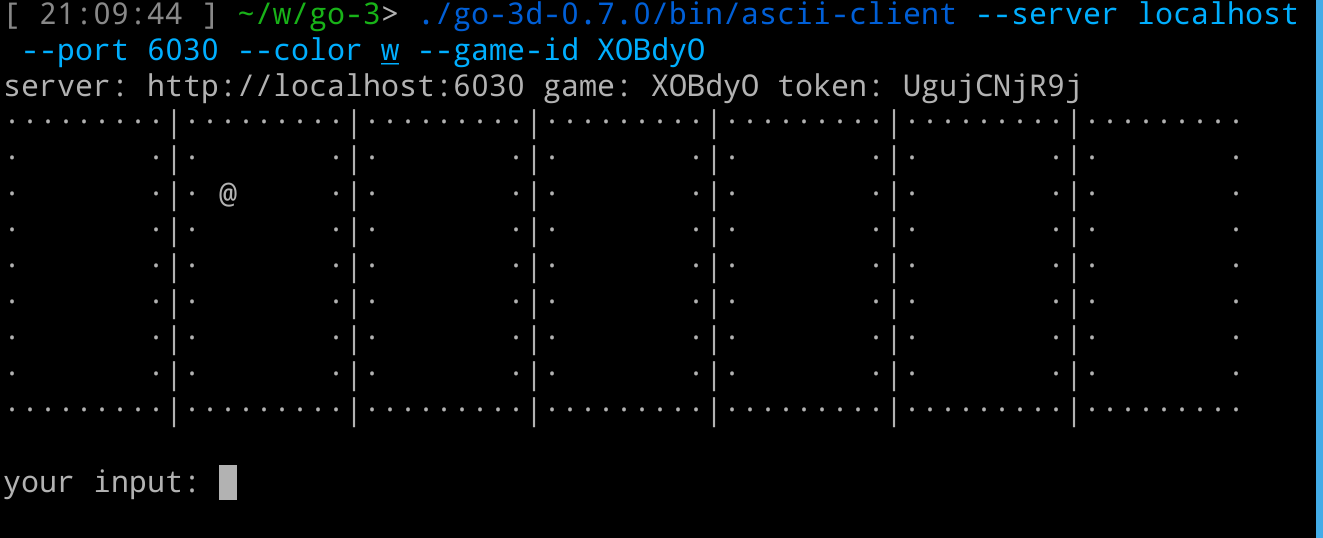 [ 21:09:44 ] ~/w/go-3> ./go-3d-0.7.0/bin/ascii-client --server localhost
 --port 6030 --color w --game-id XOBdyO
server: http://localhost:6030 game: XOBdyO token: UgujCNjR9j
·········|·········|·········|·········|·········|·········|·········
·       ·|·       ·|·       ·|·       ·|·       ·|·       ·|·       ·
·       ·|· @     ·|·       ·|·       ·|·       ·|·       ·|·       ·
·       ·|·       ·|·       ·|·       ·|·       ·|·       ·|·       ·
·       ·|·       ·|·       ·|·       ·|·       ·|·       ·|·       ·
·       ·|·       ·|·       ·|·       ·|·       ·|·       ·|·       ·
·       ·|·       ·|·       ·|·       ·|·       ·|·       ·|·       ·
·       ·|·       ·|·       ·|·       ·|·       ·|·       ·|·       ·
·········|·········|·········|·········|·········|·········|·········
your input: